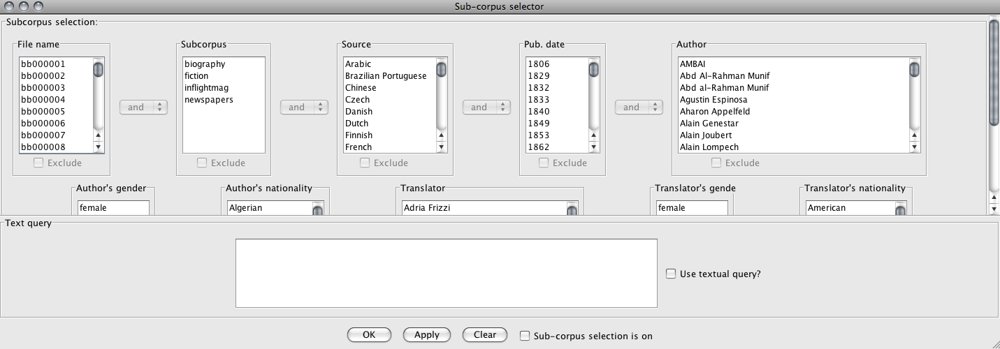 Sub-corpus selector
Subcorpus selection:
File name
bb000001
bb000002
bb000003
bb000004
bb000005
bb000006
bb000007
bb000008
Exclude
and
Subcorpus
biography
fiction
inflightmag
newspapers
Exclude
and
Source
Arabic
Brazilian Portuguese
Chinese
Czech
Danish
Dutch
Finnish
French
Exclude
and
Pub. date
1806
1829
1832
1833
1840
1849
1853
1862
Exclude
and
Author
AMBAI
Abd Al-Rahman Munif
Abd al-Rahman Munif
Agustin Espinosa
Aharon Appelfeld
Alain Genestar
Alain Joubert
Alain Lompech
Exclude
Author's gender
female
Author's nationality
Algerian
Translator
Adria Frizzi
Translator's gende
female
Translator's nationality
American
Text query
Use textual query?
OK
Apply
Clear
Sub-corpus selection is on